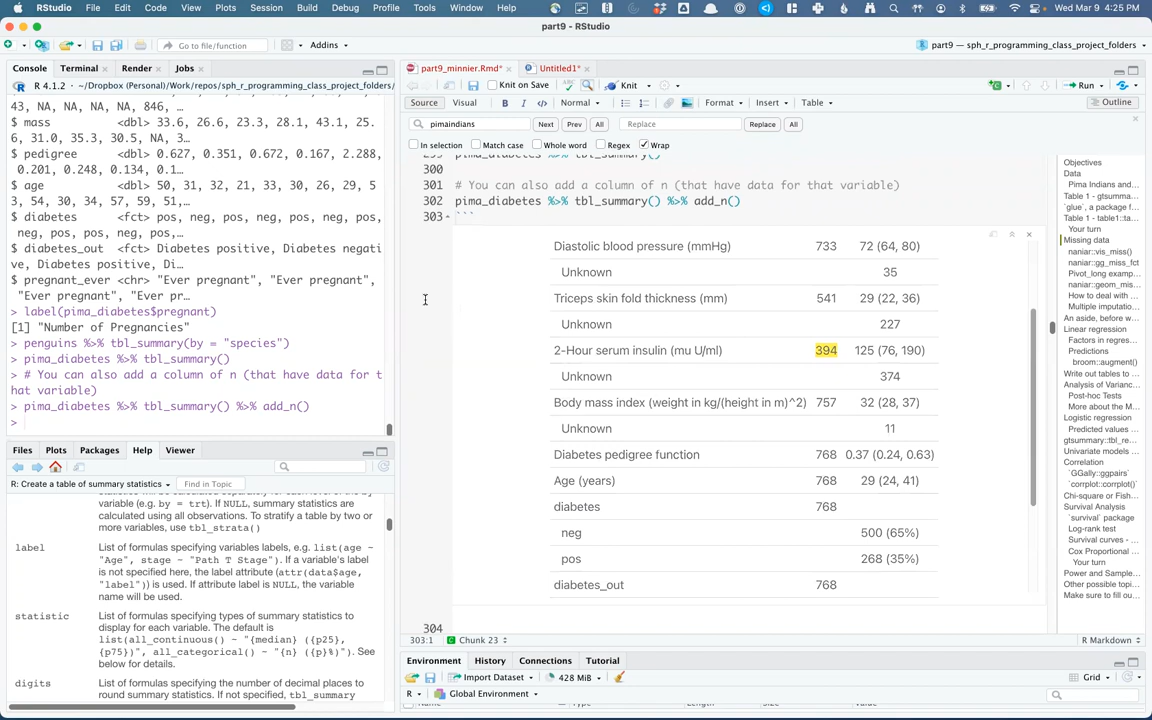 RStudio File Edit Code View Plots Session Build Debug Profile Tools Window Help Wed Mar 9 4:25 PM
part9 - RStudio
Go to file/function Addins part9 — sph_r_programming_class_project_folders
Console Terminal Render Jobs
R 4.1.2 · ~/Dropbox (Personal)/Work/repos/sph_r_programming_class_project_folders/
43, NA, NA, NA, NA, 846, …
$ mass <dbl> 33.6, 26.6, 23.3, 28.1, 43.1, 25.
6, 31.0, 35.3, 30.5, NA, 3…
$ pedigree <dbl> 0.627, 0.351, 0.672, 0.167, 2.288,
0.201, 0.248, 0.134, 0.1…
$ age <dbl> 50, 31, 32, 21, 33, 30, 26, 29, 5
3, 54, 30, 34, 57, 59, 51,…
$ diabetes <fct> pos, neg, pos, neg, pos, neg, pos,
neg, pos, pos, neg, pos,…
$ diabetes_out <fct> Diabetes positive, Diabetes negati
ve, Diabetes positive, Di…
$ pregnant_ever <chr> "Ever pregnant", "Ever pregnant",
"Ever pregnant", "Ever pr…
> label(pima_diabetes$pregnant)
[1] "Number of Pregnancies"
> penguins %>% tbl_summary(by = "species")
> pima_diabetes %>% tbl_summary()
> # You can also add a column of n (that have data for t
hat variable)
> pima_diabetes %>% tbl_summary() %>% add_n()
>
Files Plots Packages Help Viewer
R: Create a table of summary statistics Find in Topic
statistics will be calculated separately for each level of the by
variable (e.g. by = trt). If NULL, summary statistics are
calculated using all observations. To stratify a table by two or
more variables, use tbl_strata()
label List of formulas specifying variables labels, e.g. list(age ~
"Age", stage ~ "Path T Stage"). If a variable's label
is not specified here, the label attribute
(attr(data$age,
"label")) is used. If attribute label is NULL, the variable
name will be used.
statistic List of formulas specifying types of summary statistics to
display for each variable. The default is
list(all_continuous() ~ "{median} ({p25},
{p75})", all_categorical() ~ "{n} ({p}%)"). See
below for details.
digits List of formulas specifying the number of decimal places to
round summary statistics. If not specified, tbl_summary
part9_minnier.Rmd* Untitled1*
Knit on Save Knit Run
Source Visual B I Normal Format Insert Table Outline
pimaindians Next Prev All Replace Replace All
In selection Match case Whole word Regex Wrap
299 pima_diabetes %>% tbl_summary()
300
301 # You can also add a column of n (that have data for that variable)
302 pima_diabetes %>% tbl_summary() %>% add_n()
303 ```
Diastolic blood pressure (mmHg) 733 72 (64, 80)
Unknown 35
Triceps skin fold thickness (mm) 541 29 (22, 36)
Unknown 227
2-Hour serum insulin (mu U/ml) 394 125 (76, 190)
Unknown 374
Body mass index (weight in kg/(height in m)^2) 757 32 (28, 37)
Unknown 11
Diabetes pedigree function 768 0.37 (0.24, 0.63)
Age (years) 768 29 (24, 41)
diabetes 768
neg 500 (65%)
pos 268 (35%)
diabetes_out 768
304
303:1 Chunk 23 R Markdown
Objectives
Data
Pima Indians and
Table 1 - gtsumma..
`glue`, a package f..
Table 1 - table1::ta..
Your turn
Missing data
naniar::vis_miss()
naniar::gg_miss_fct
Pivot_long examp...
naniar::geom_mis...
How to deal with ...
Multiple imputatio...
An aside, before w...
Linear regression
Factors in regres...
Predictions
broom::augment()
Write out tables to ...
Analysis of Varianc...
Post-hoc Tests
More about the M...
Logistic regression
Predicted values ...
gtsummary::tbl_re...
Univariate models ...
Correlation
`GGally::ggpairs`
`corrplot::corrplot()`
Chi-square or Fish...
Survival Analysis
`survival` package
Log-rank test
Survival curves - ...
Cox Proportional ...
Your turn
Power and Sample...
Other possible topi...
Make sure to fill ou...
Environment History Connections Tutorial
Import Dataset 428 MiB Grid
R Global Environment
Name Type Length Size Value